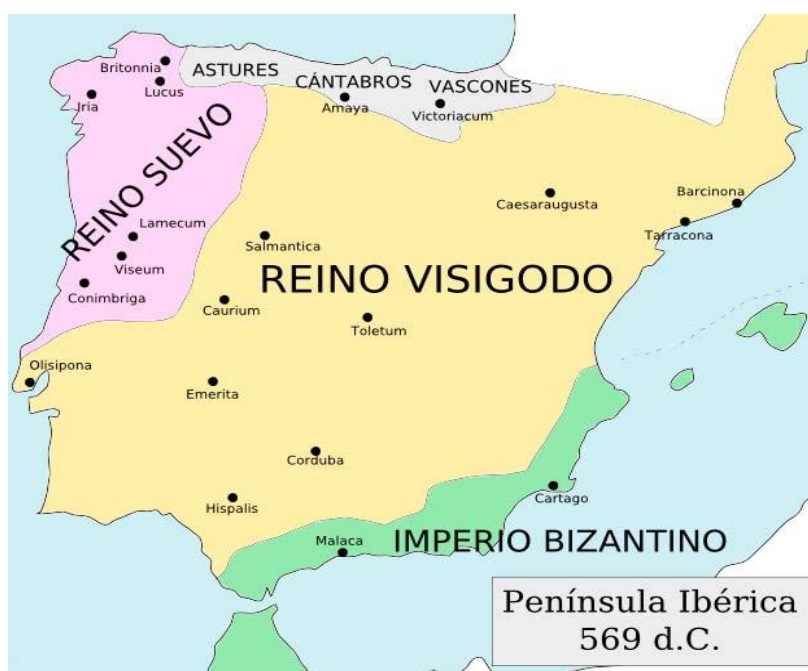 Britonnia
ASTURES
CÁNTABROS
VASCONES
Lucus
Iria
Amaya
Victoriacum
REINO SUEVO
Caesaraugusta
Barcinona
Tarracona
Lamecum
Salmantica
Viseum
REINO VISIGODO
Conimbriga
Caurium
Toletum
Olisipona
Emerita
Corduba
Hispalis
Cartago
Malaca
IMPERIO BIZANTINO
Península Ibérica
569 d.C.